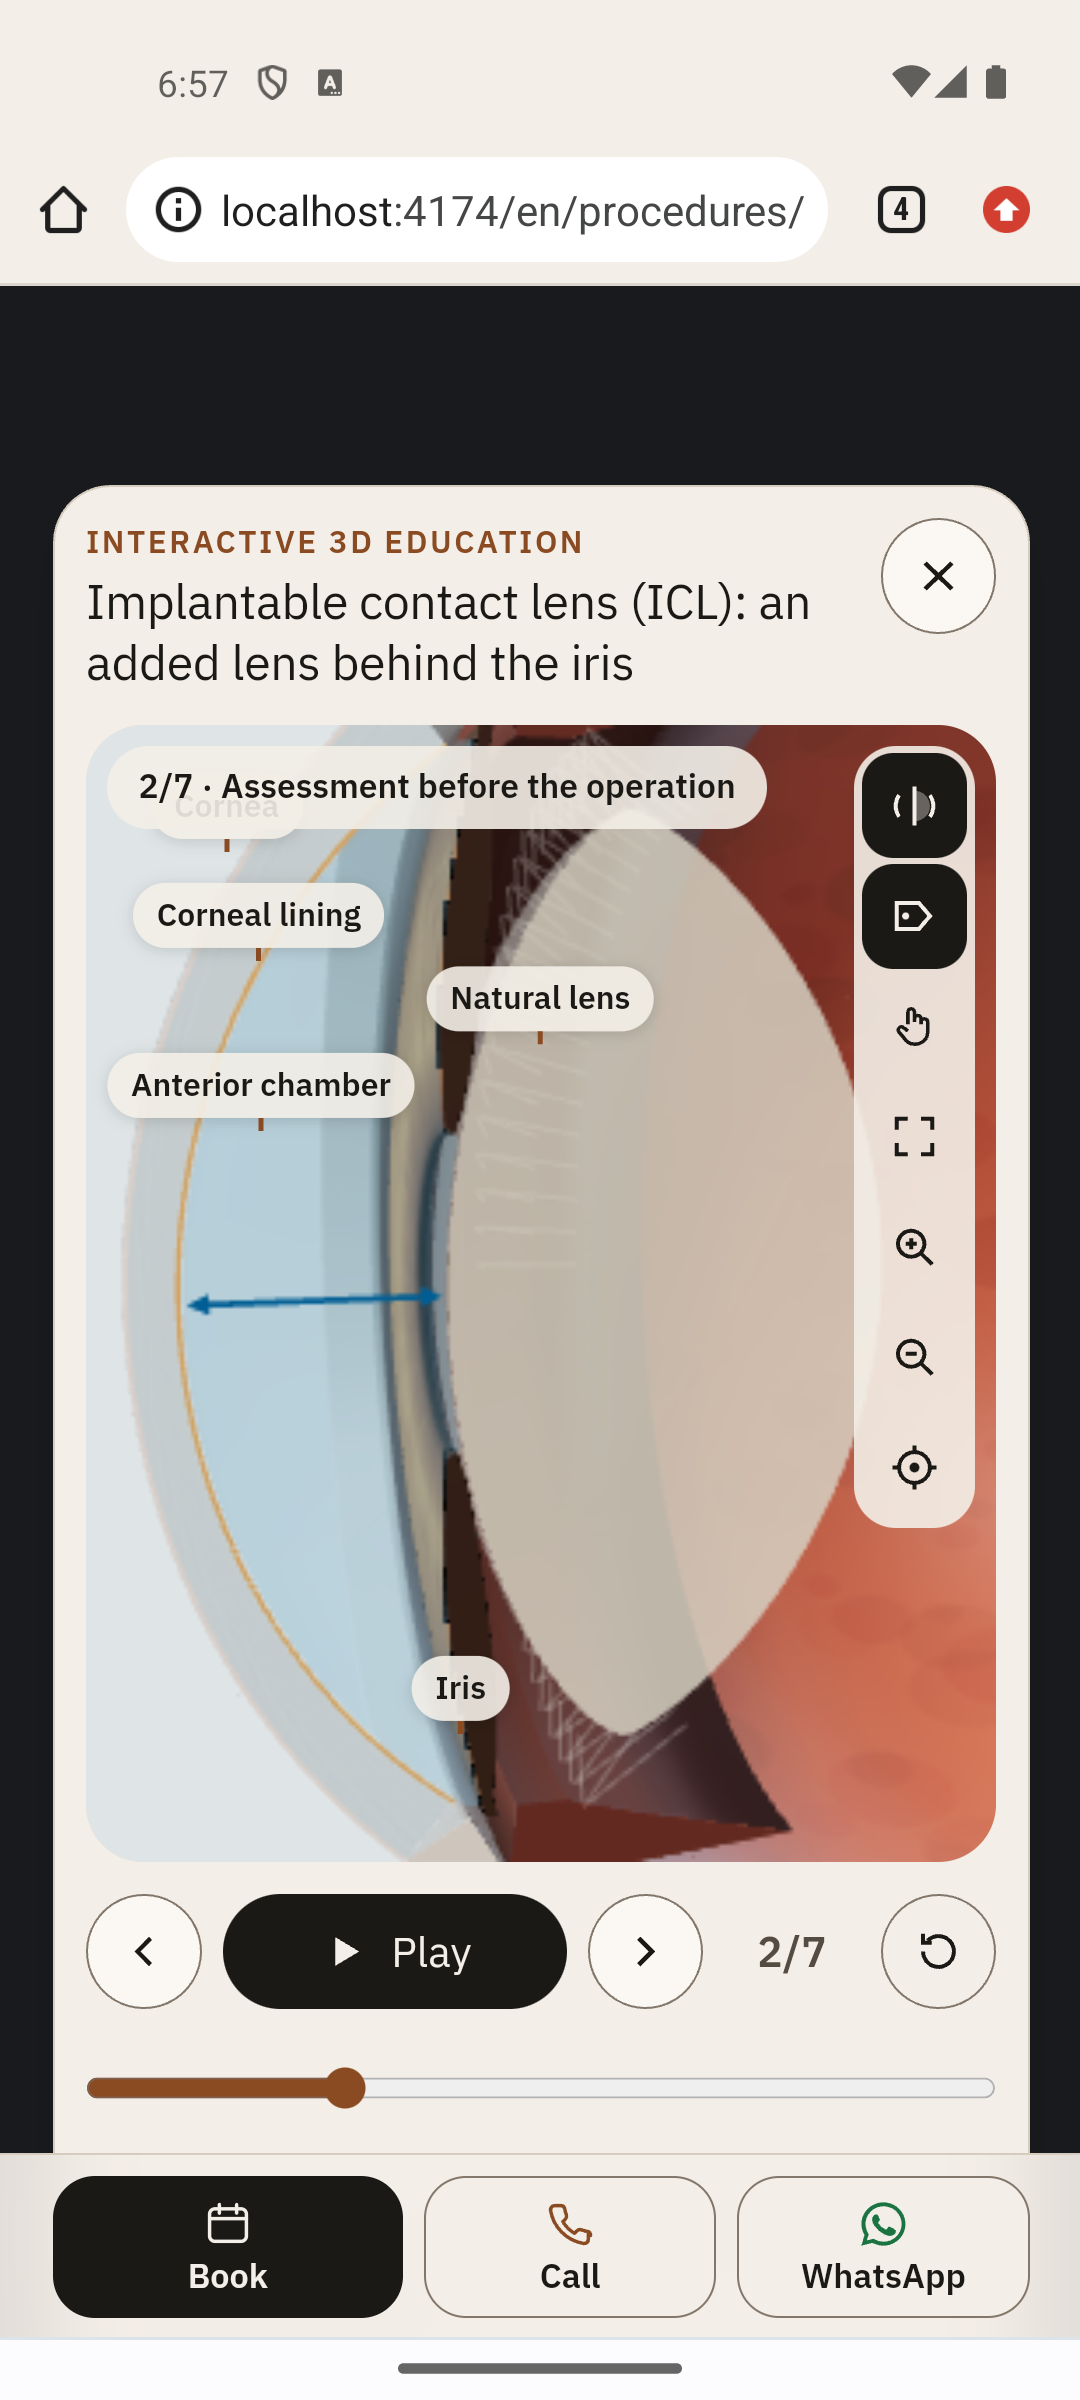 6:57
localhost:4174/en/procedures/
4
INTERACTIVE 3D EDUCATION
Implantable contact lens (ICL): an
added lens behind the iris
2/7 · Assessment before the operation
Cornea
Corneal lining
Natural lens
Anterior chamber
Iris
Play
2/7
Book
Call
WhatsApp